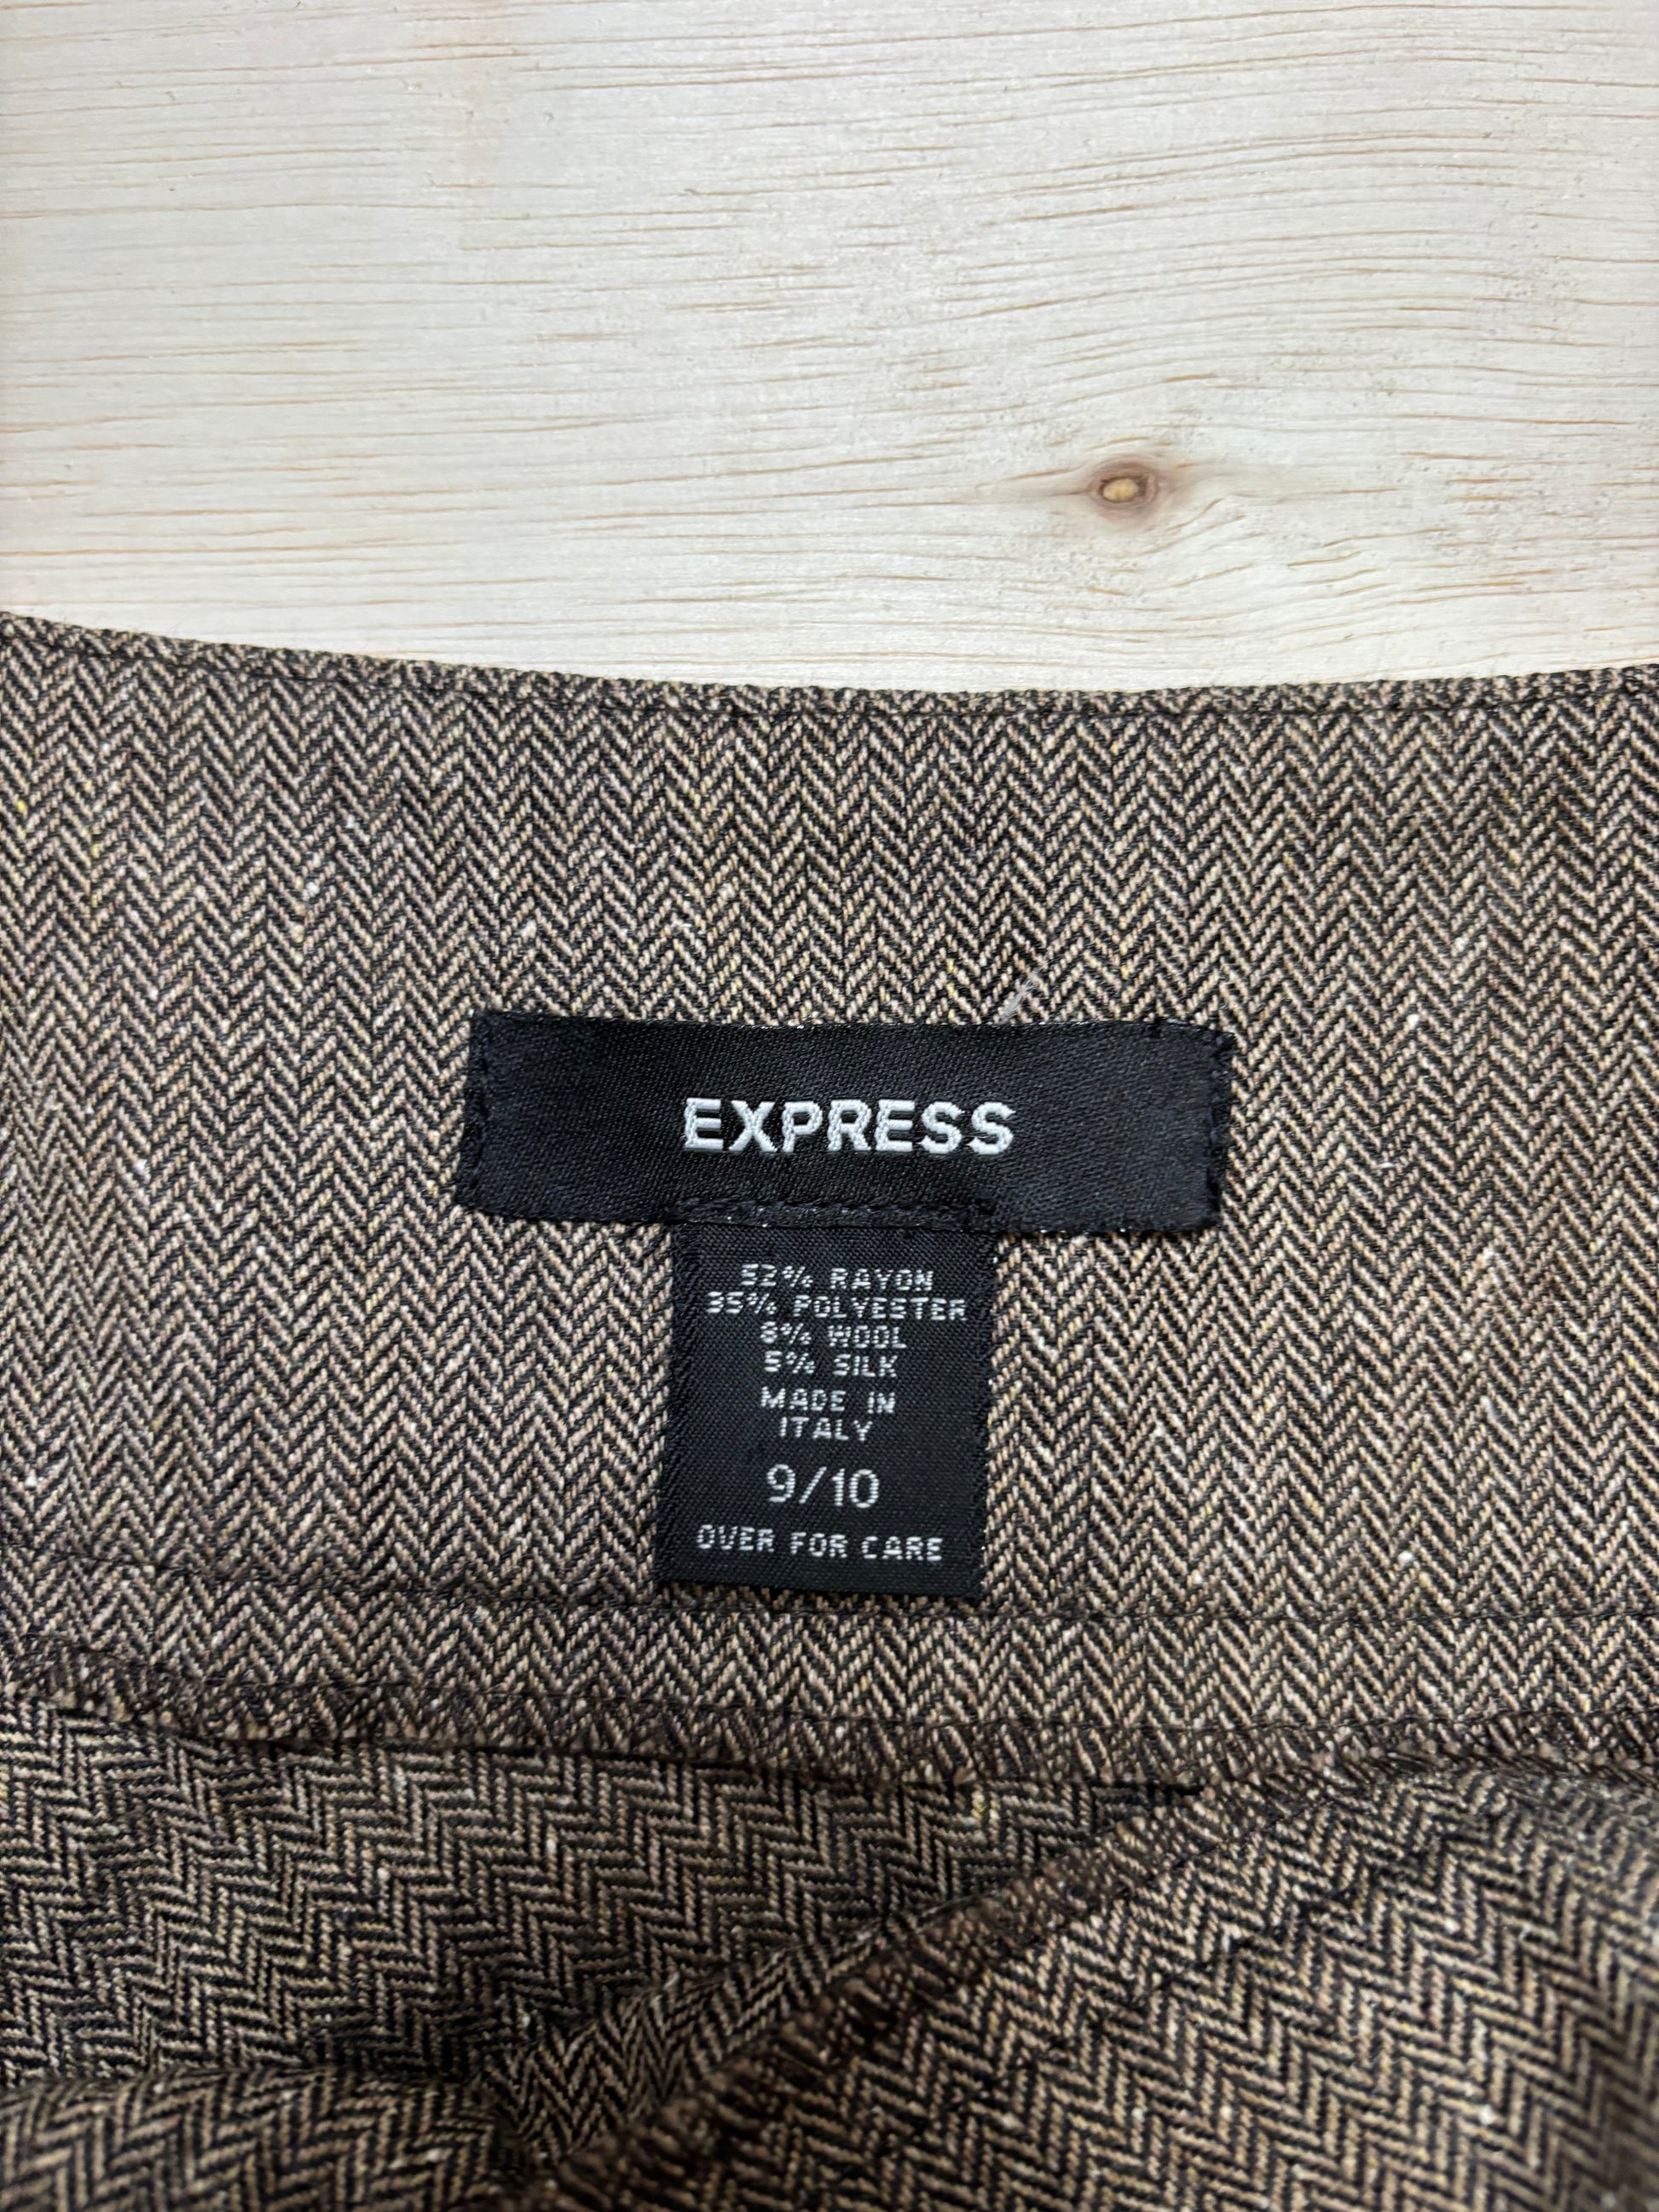 EXPRESS
52% RAYON
35% POLYESTER
8% WOOL
5% SILK
MADE IN
ITALY
9/10
OVER FOR CARE